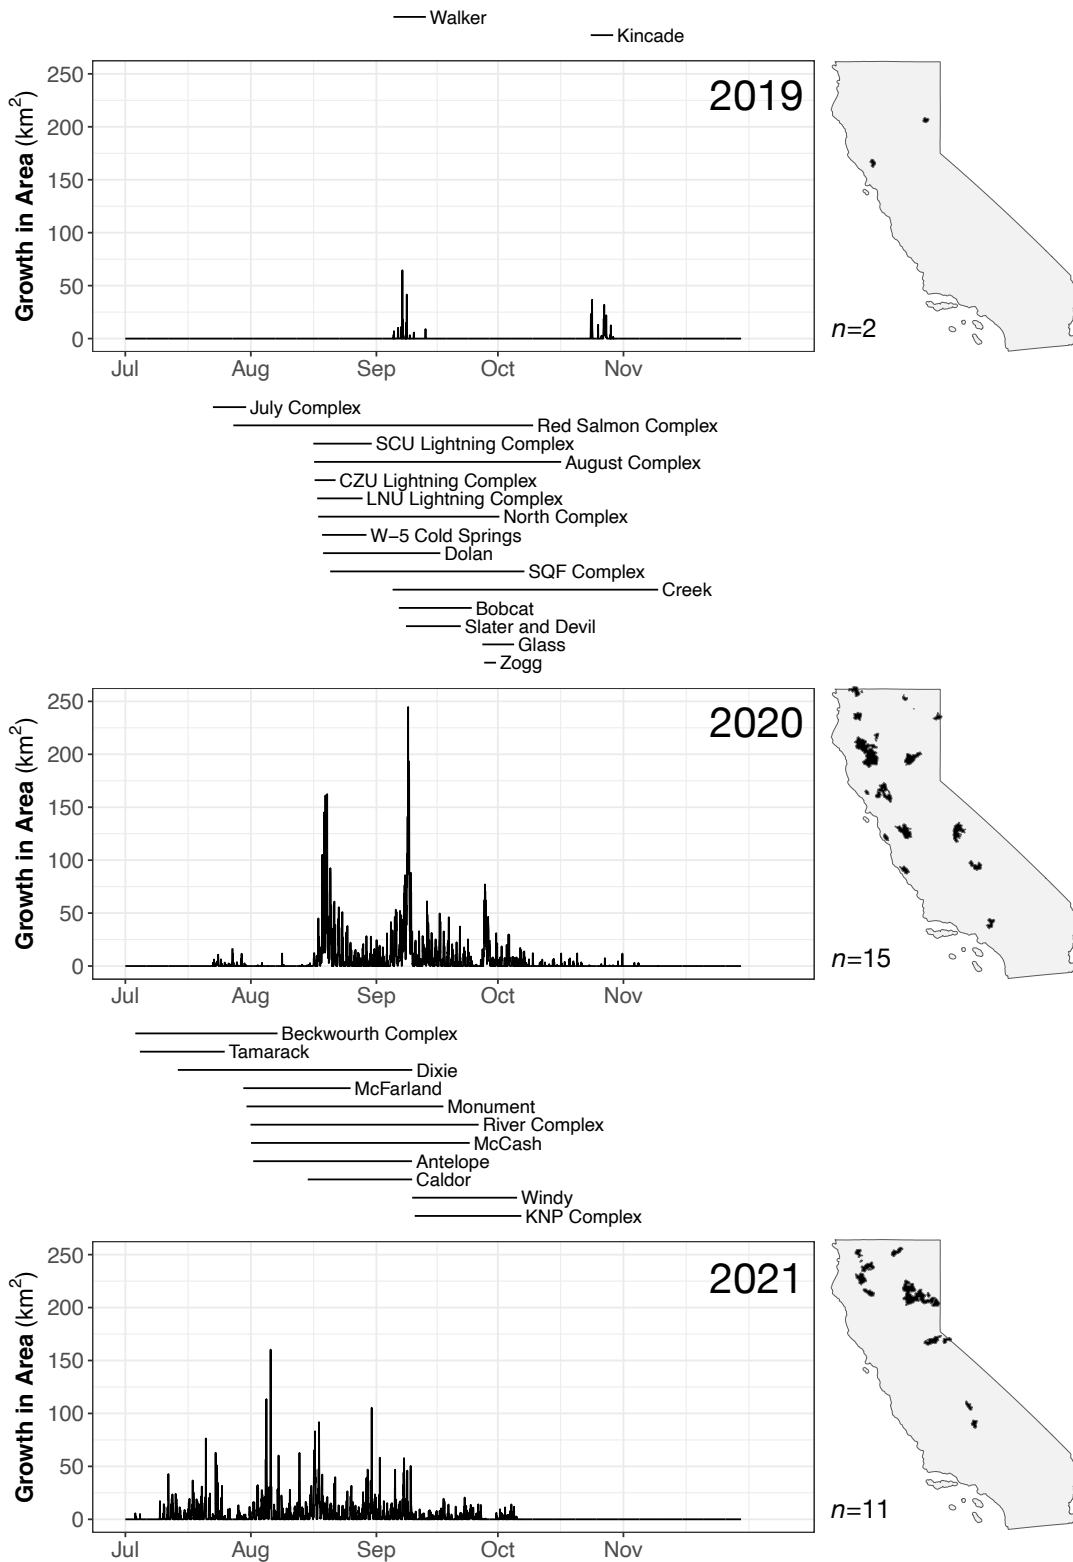 Walker
Kincade
2019
Growth in Area (km²)
250
200
150
100
50
0
Jul Aug Sep Oct Nov
n=2
July Complex
Red Salmon Complex
SCU Lightning Complex
August Complex
CZU Lightning Complex
LNU Lightning Complex
North Complex
W−5 Cold Springs
Dolan
SQF Complex
Creek
Bobcat
Slater and Devil
Glass
Zogg
2020
Growth in Area (km²)
250
200
150
100
50
0
Jul Aug Sep Oct Nov
n=15
Beckwourth Complex
Tamarack
Dixie
McFarland
Monument
River Complex
McCash
Antelope
Caldor
Windy
KNP Complex
2021
Growth in Area (km²)
250
200
150
100
50
0
Jul Aug Sep Oct Nov
n=11